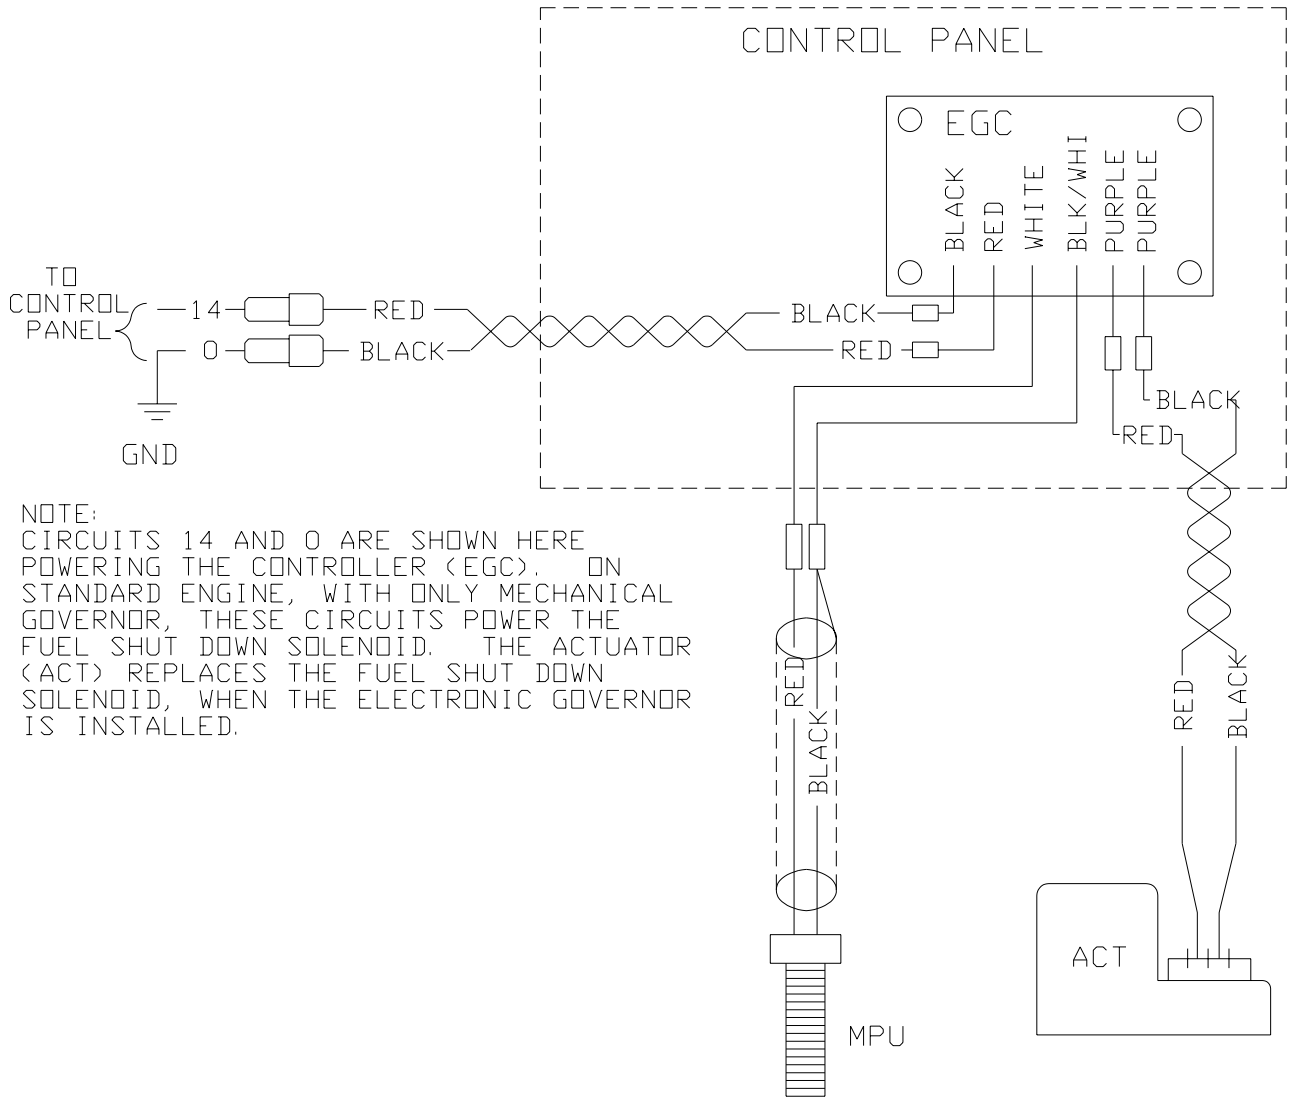 CONTROL PANEL
EGC
BLACK
RED
WHITE
BLK/WHI
PURPLE
PURPLE
TO
CONTROL
PANEL
14
RED
BLACK
0
BLACK
RED
GND
BLACK
RED
NOTE:
CIRCUITS 14 AND 0 ARE SHOWN HERE
POWERING THE CONTROLLER (EGC). ON
STANDARD ENGINE, WITH ONLY MECHANICAL
GOVERNOR, THESE CIRCUITS POWER THE
FUEL SHUT DOWN SOLENOID. THE ACTUATOR
(ACT) REPLACES THE FUEL SHUT DOWN
SOLENOID, WHEN THE ELECTRONIC GOVERNOR
IS INSTALLED.
RED
BLACK
RED
BLACK
ACT
MPU